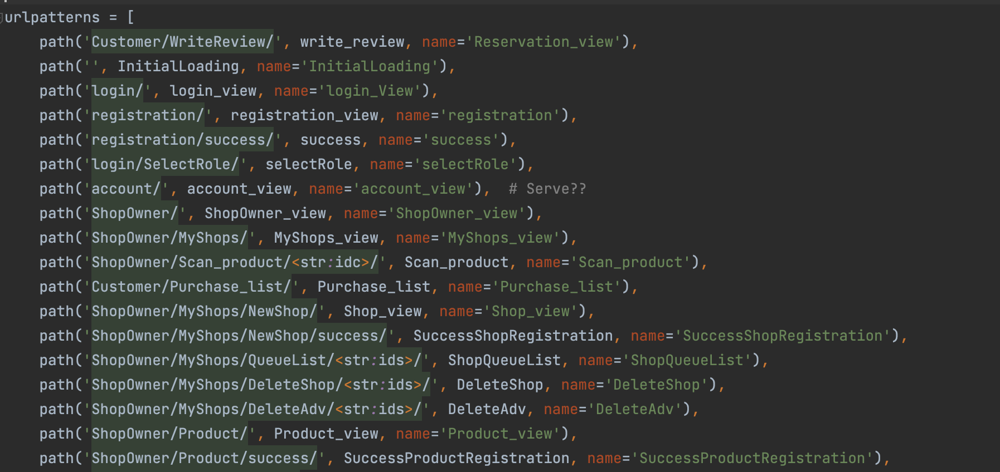 urlpatterns = [
    path('Customer/WriteReview/', write_review, name='Reservation_view'),
    path('', InitialLoading, name='InitialLoading'),
    path('login/', login_view, name='login_View'),
    path('registration/', registration_view, name='registration'),
    path('registration/success/', success, name='success'),
    path('login/SelectRole/', selectRole, name='selectRole'),
    path('account/', account_view, name='account_view'),  # Serve??
    path('ShopOwner/', ShopOwner_view, name='ShopOwner_view'),
    path('ShopOwner/MyShops/', MyShops_view, name='MyShops_view'),
    path('ShopOwner/Scan_product/<str:idc>/', Scan_product, name='Scan_product'),
    path('Customer/Purchase_list/', Purchase_list, name='Purchase_list'),
    path('ShopOwner/MyShops/NewShop/', Shop_view, name='Shop_view'),
    path('ShopOwner/MyShops/NewShop/success/', SuccessShopRegistration, name='SuccessShopRegistration'),
    path('ShopOwner/MyShops/QueueList/<str:ids>/', ShopQueueList, name='ShopQueueList'),
    path('ShopOwner/MyShops/DeleteShop/<str:ids>/', DeleteShop, name='DeleteShop'),
    path('ShopOwner/MyShops/DeleteAdv/<str:ids>/', DeleteAdv, name='DeleteAdv'),
    path('ShopOwner/Product/', Product_view, name='Product_view'),
    path('ShopOwner/Product/success/', SuccessProductRegistration, name='SuccessProductRegistration'),